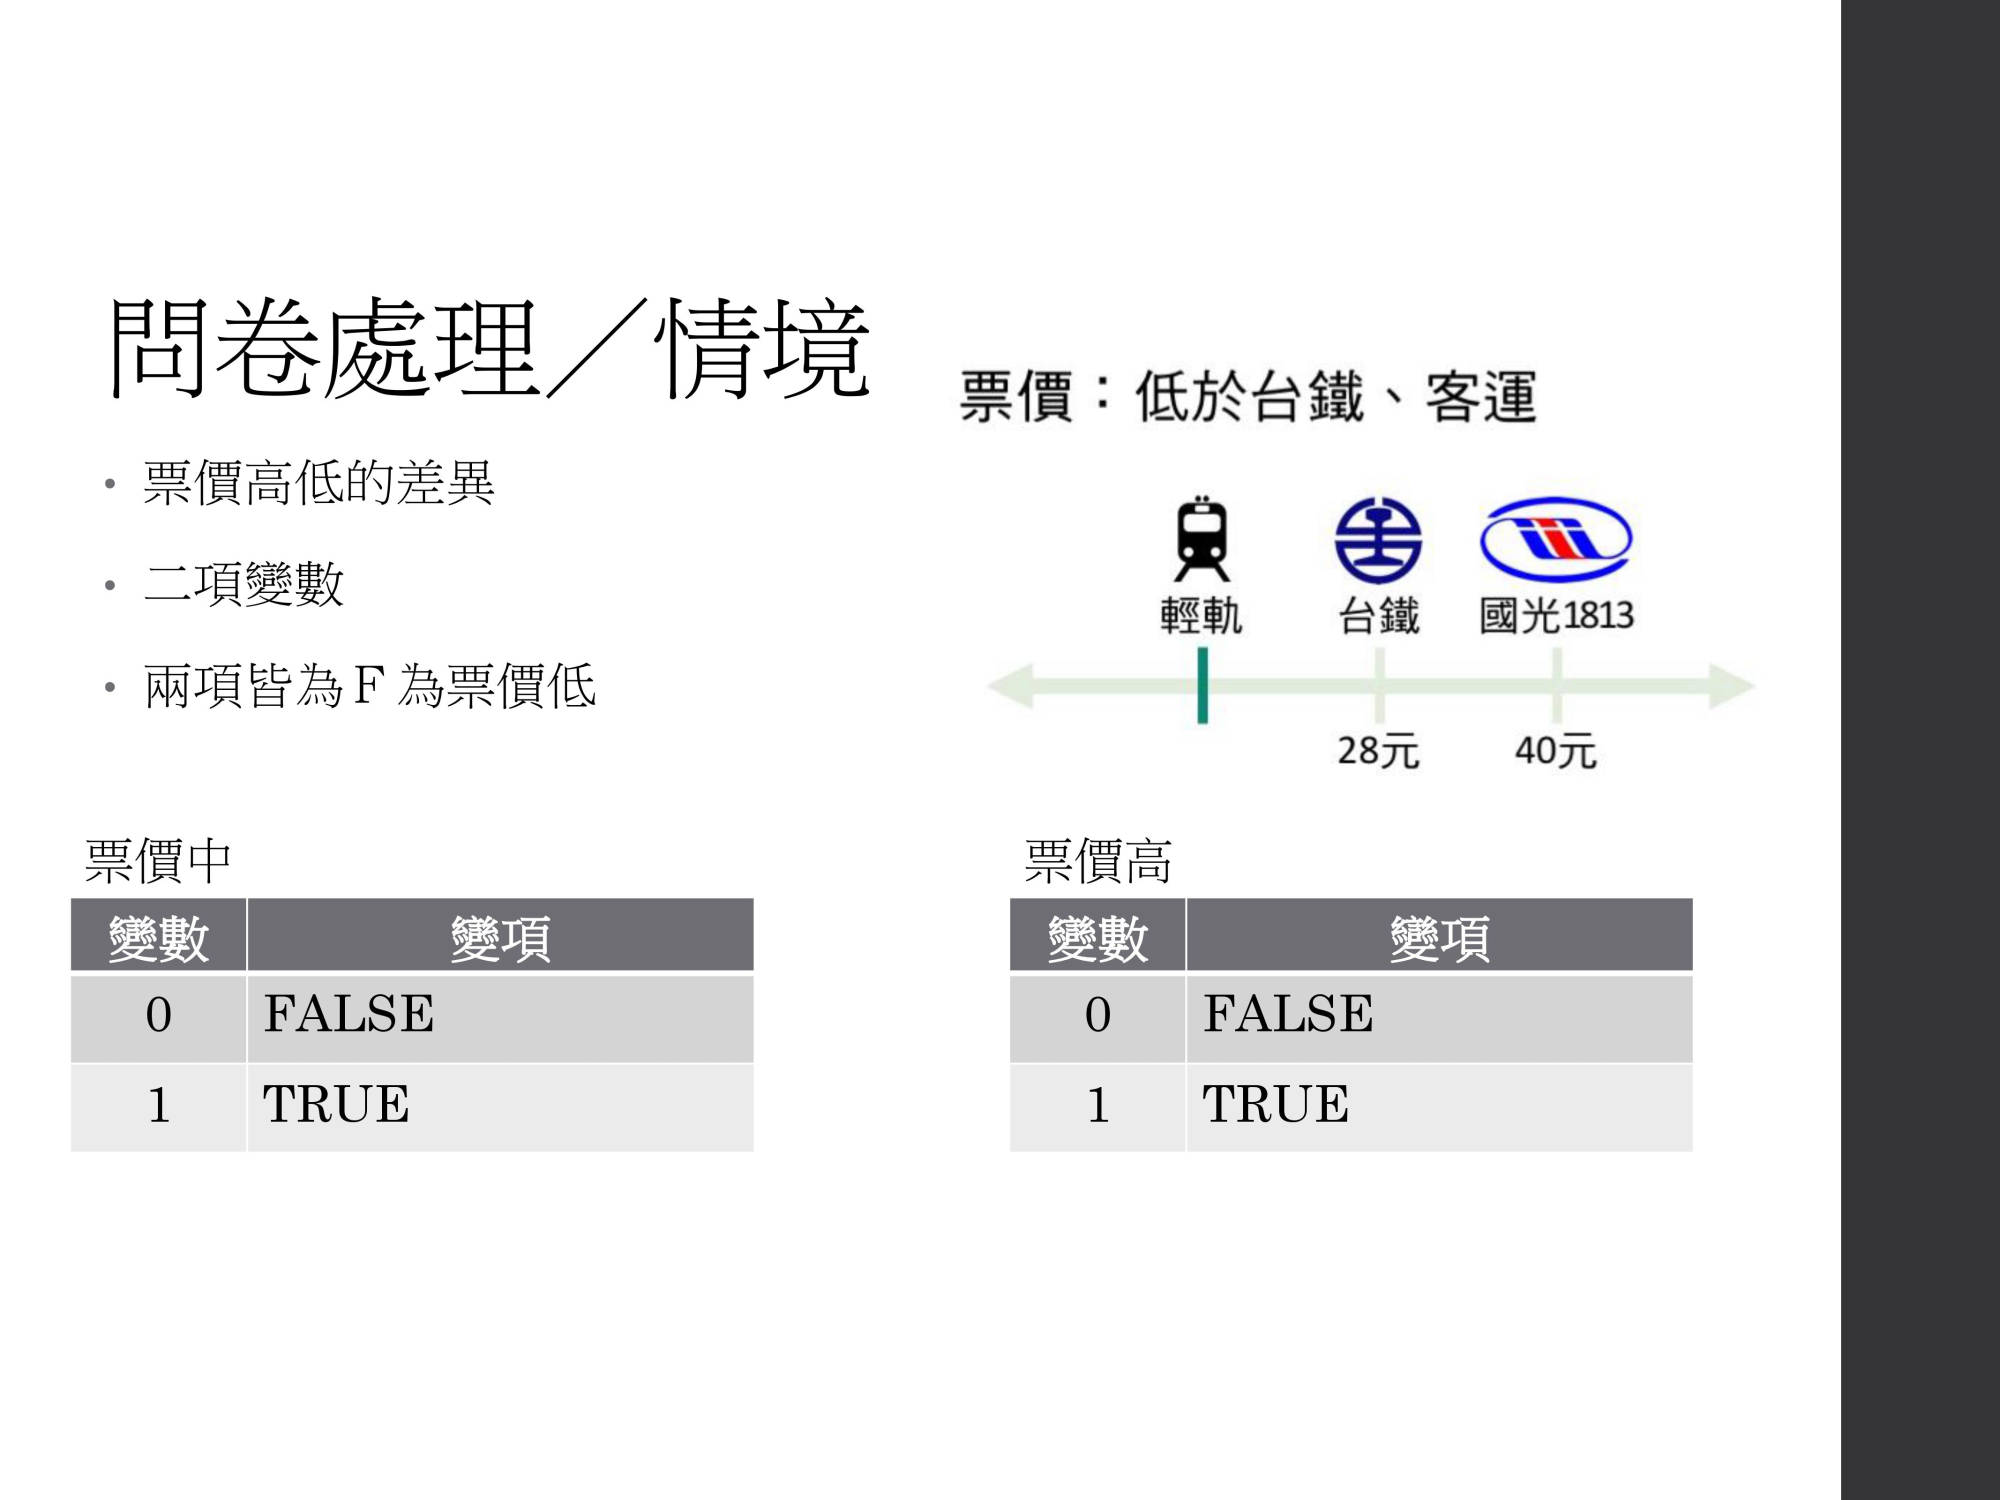 問卷處理／情境
• 票價高低的差異
• 二項變數
• 兩項皆為 F 為票價低
票價：低於台鐵、客運
輕軌 台鐵 國光1813
28元 40元
票價中
變數 變項
0 FALSE
1 TRUE
票價高
變數 變項
0 FALSE
1 TRUE